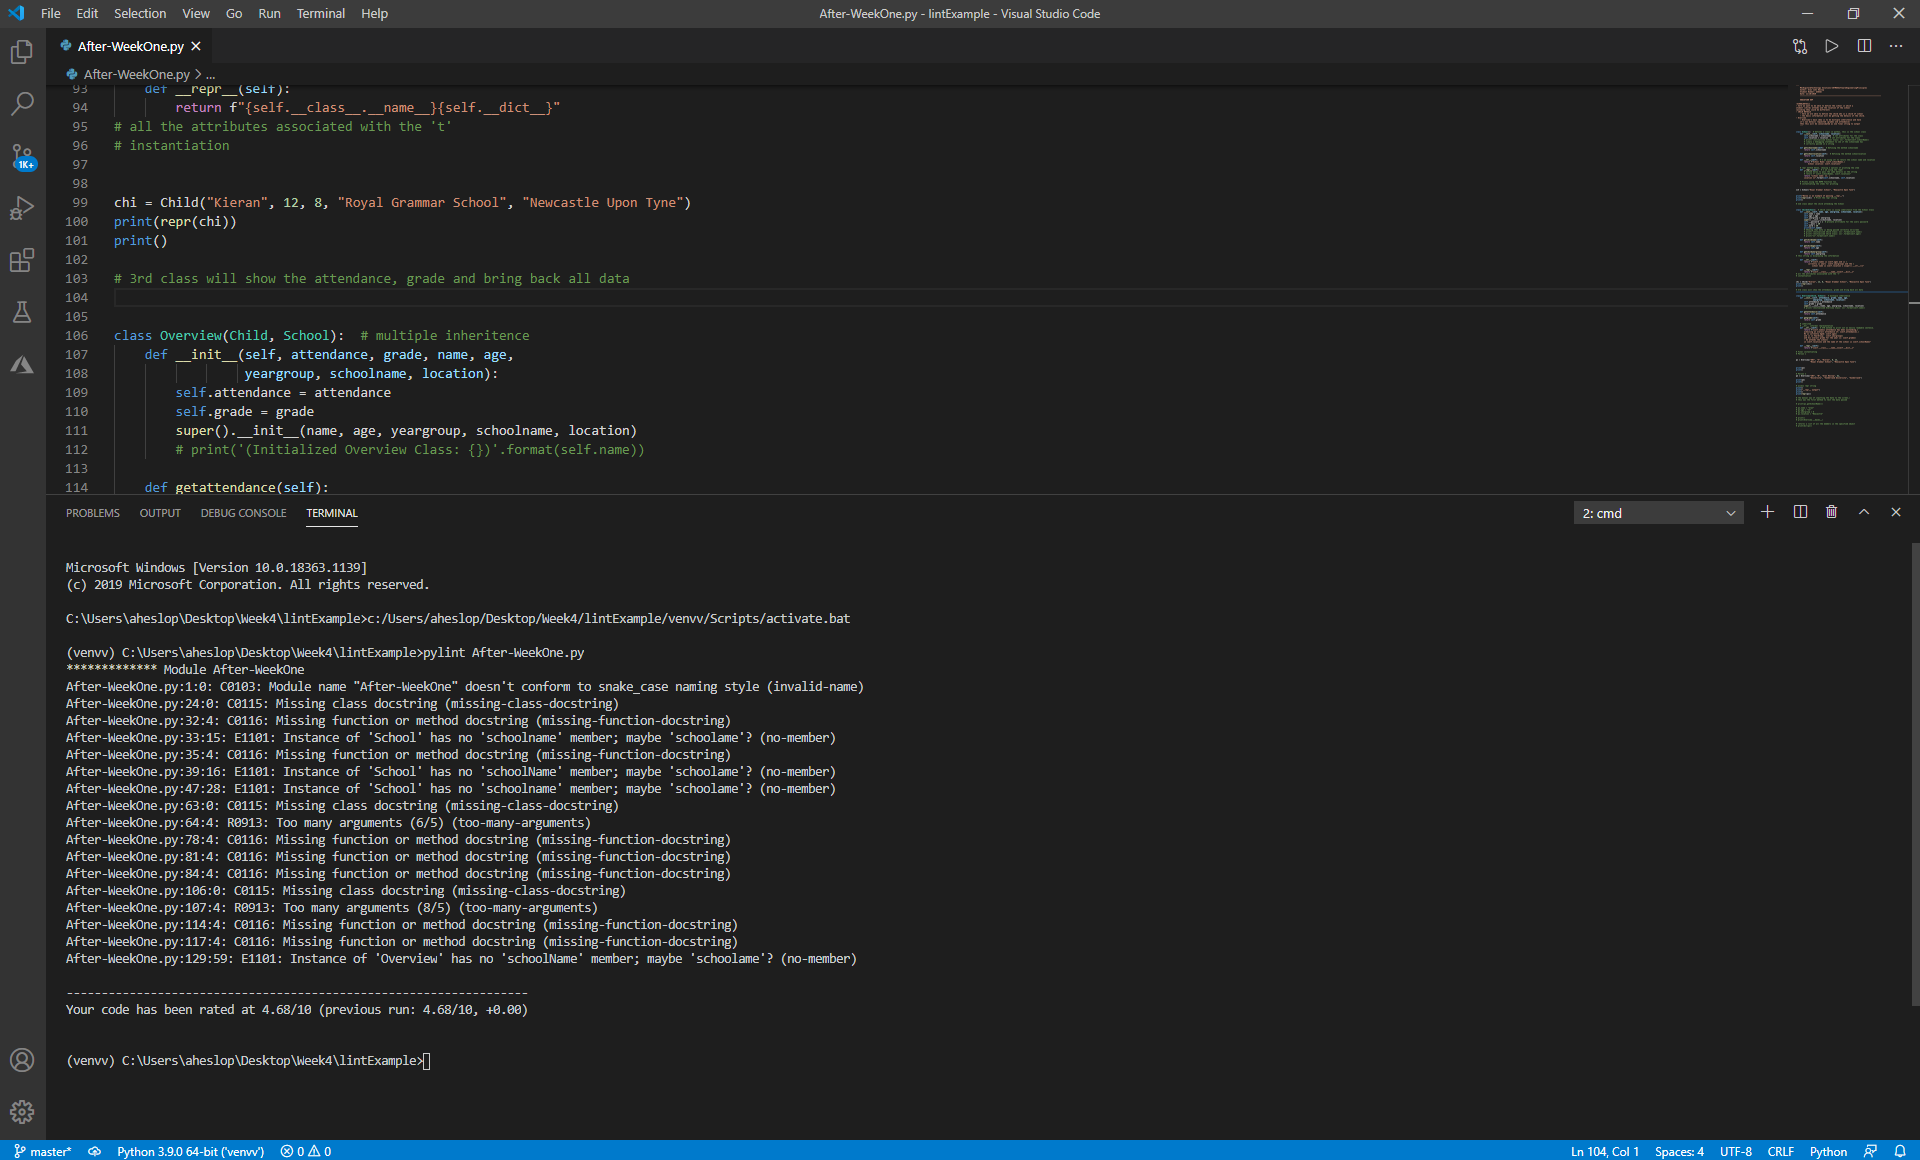 File Edit Selection View Go Run Terminal Help
After-WeekOne.py - lintExample - Visual Studio Code
After-WeekOne.py
After-WeekOne.py > ...
93 def __repr__(self):
94 return f"{self.__class__.__name__}{self.__dict__}"
95 # all the attributes associated with the 't'
96 # instantiation
97
98
99 chi = Child("Kieran", 12, 8, "Royal Grammar School", "Newcastle Upon Tyne")
100 print(repr(chi))
101 print()
102
103 # 3rd class will show the attendance, grade and bring back all data
104
105
106 class Overview(Child, School):  # multiple inheritence
107 def __init__(self, attendance, grade, name, age,
108 yeargroup, schoolname, location):
109 self.attendance = attendance
110 self.grade = grade
111 super().__init__(name, age, yeargroup, schoolname, location)
112 # print('(Initialized Overview Class: {})'.format(self.name))
113
114 def getattendance(self):
1K+
PROBLEMS OUTPUT DEBUG CONSOLE TERMINAL
2: cmd
Microsoft Windows [Version 10.0.18363.1139]
(c) 2019 Microsoft Corporation. All rights reserved.
C:\Users\aheslop\Desktop\Week4\lintExample>c:/Users/aheslop/Desktop/Week4/lintExample/venvv/Scripts/activate.bat
(venvv) C:\Users\aheslop\Desktop\Week4\lintExample>pylint After-WeekOne.py
************* Module After-WeekOne
After-WeekOne.py:1:0: C0103: Module name "After-WeekOne" doesn't conform to snake_case naming style (invalid-name)
After-WeekOne.py:24:0: C0115: Missing class docstring (missing-class-docstring)
After-WeekOne.py:32:4: C0116: Missing function or method docstring (missing-function-docstring)
After-WeekOne.py:33:15: E1101: Instance of 'School' has no 'schoolname' member; maybe 'schoolame'? (no-member)
After-WeekOne.py:35:4: C0116: Missing function or method docstring (missing-function-docstring)
After-WeekOne.py:39:16: E1101: Instance of 'School' has no 'schoolName' member; maybe 'schoolame'? (no-member)
After-WeekOne.py:47:28: E1101: Instance of 'School' has no 'schoolname' member; maybe 'schoolame'? (no-member)
After-WeekOne.py:63:0: C0115: Missing class docstring (missing-class-docstring)
After-WeekOne.py:64:4: R0913: Too many arguments (6/5) (too-many-arguments)
After-WeekOne.py:78:4: C0116: Missing function or method docstring (missing-function-docstring)
After-WeekOne.py:81:4: C0116: Missing function or method docstring (missing-function-docstring)
After-WeekOne.py:84:4: C0116: Missing function or method docstring (missing-function-docstring)
After-WeekOne.py:106:0: C0115: Missing class docstring (missing-class-docstring)
After-WeekOne.py:107:4: R0913: Too many arguments (8/5) (too-many-arguments)
After-WeekOne.py:114:4: C0116: Missing function or method docstring (missing-function-docstring)
After-WeekOne.py:117:4: C0116: Missing function or method docstring (missing-function-docstring)
After-WeekOne.py:129:59: E1101: Instance of 'Overview' has no 'schoolName' member; maybe 'schoolame'? (no-member)
------------------------------------------------------------------
Your code has been rated at 4.68/10 (previous run: 4.68/10, +0.00)
(venvv) C:\Users\aheslop\Desktop\Week4\lintExample>
master* Python 3.9.0 64-bit ('venvv') 0 0 Ln 104, Col 1 Spaces: 4 UTF-8 CRLF Python